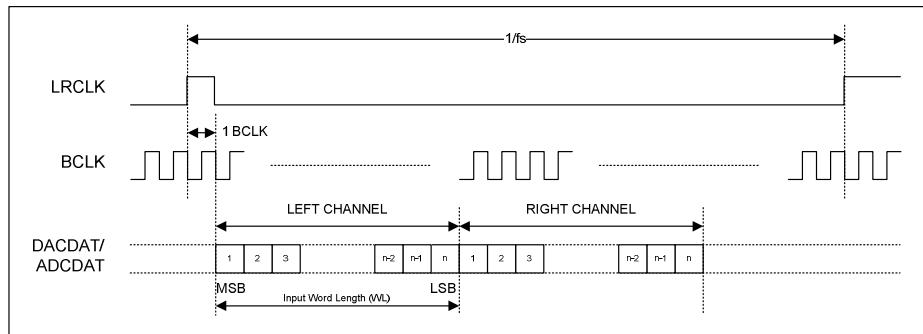 1/fs
LRCLK
1 BCLK
BCLK
LEFT CHANNEL
RIGHT CHANNEL
DACDAT/
ADCDAT
1 2 3 n-2 n-1 n 1 2 3 n-2 n-1 n
MSB
LSB
Input Word Length (WL)